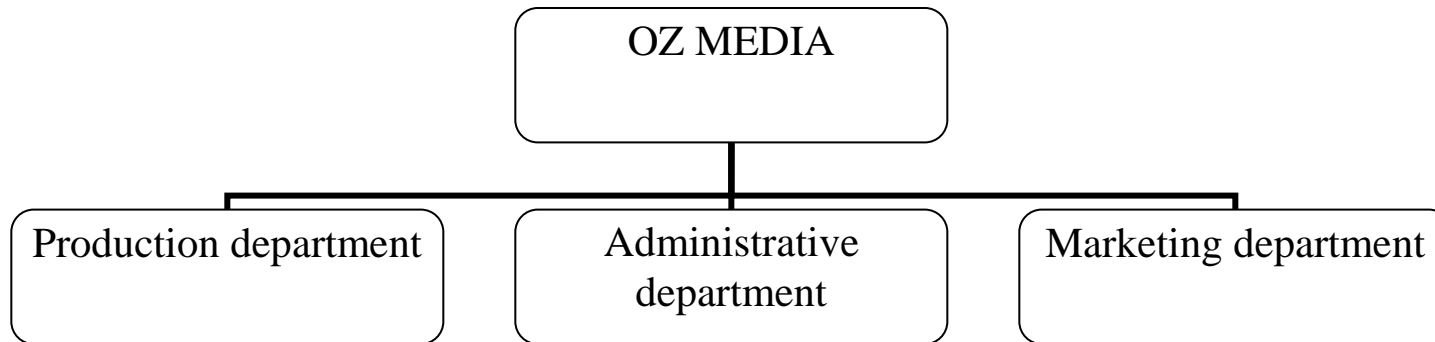 OZ MEDIA
Production department
Administrative
department
Marketing department